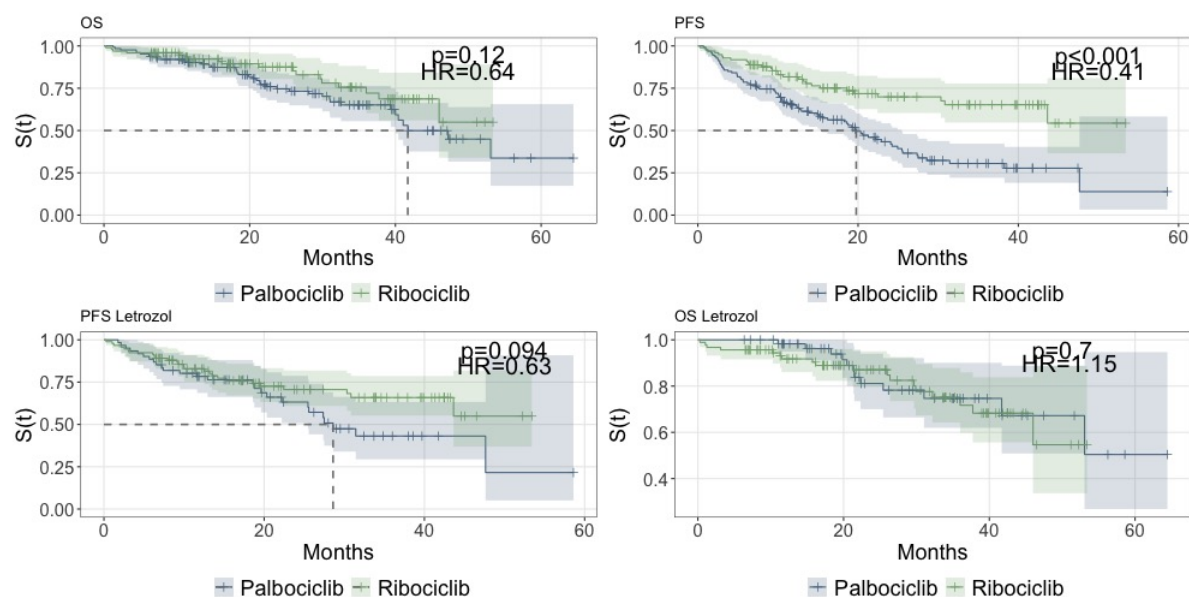 OS
1.00
0.75
0.50
0.25
0.00
S(t)
p=0.12
HR=0.64
0 20 40 60
Months
Palbociclib Ribociclib
PFS
1.00
0.75
0.50
0.25
0.00
S(t)
p<0.001
HR=0.41
0 20 40 60
Months
Palbociclib Ribociclib
PFS Letrozol
1.00
0.75
0.50
0.25
0.00
S(t)
p=0.094
HR=0.63
0 20 40 60
Months
Palbociclib Ribociclib
OS Letrozol
1.0
0.8
0.6
0.4
S(t)
p=0.7
HR=1.15
0 20 40 60
Months
Palbociclib Ribociclib